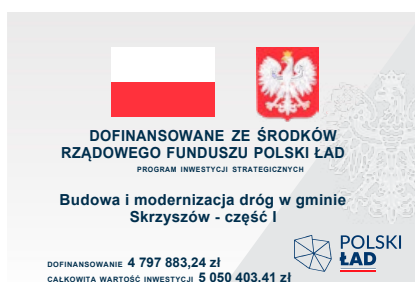 DOFINANSOWANE ZE ŚRODKÓW
RZĄDOWEGO FUNDUSZU POLSKI ŁAD
PROGRAM INWESTYCJI STRATEGICZNYCH
Budowa i modernizacja dróg w gminie
Skrzyszów - część I
POLSKI
ŁAD
DOFINANSOWANIE 4 797 883,24 zł
CAŁKOWITA WARTOŚĆ INWESTYCJI 5 050 403,41 zł